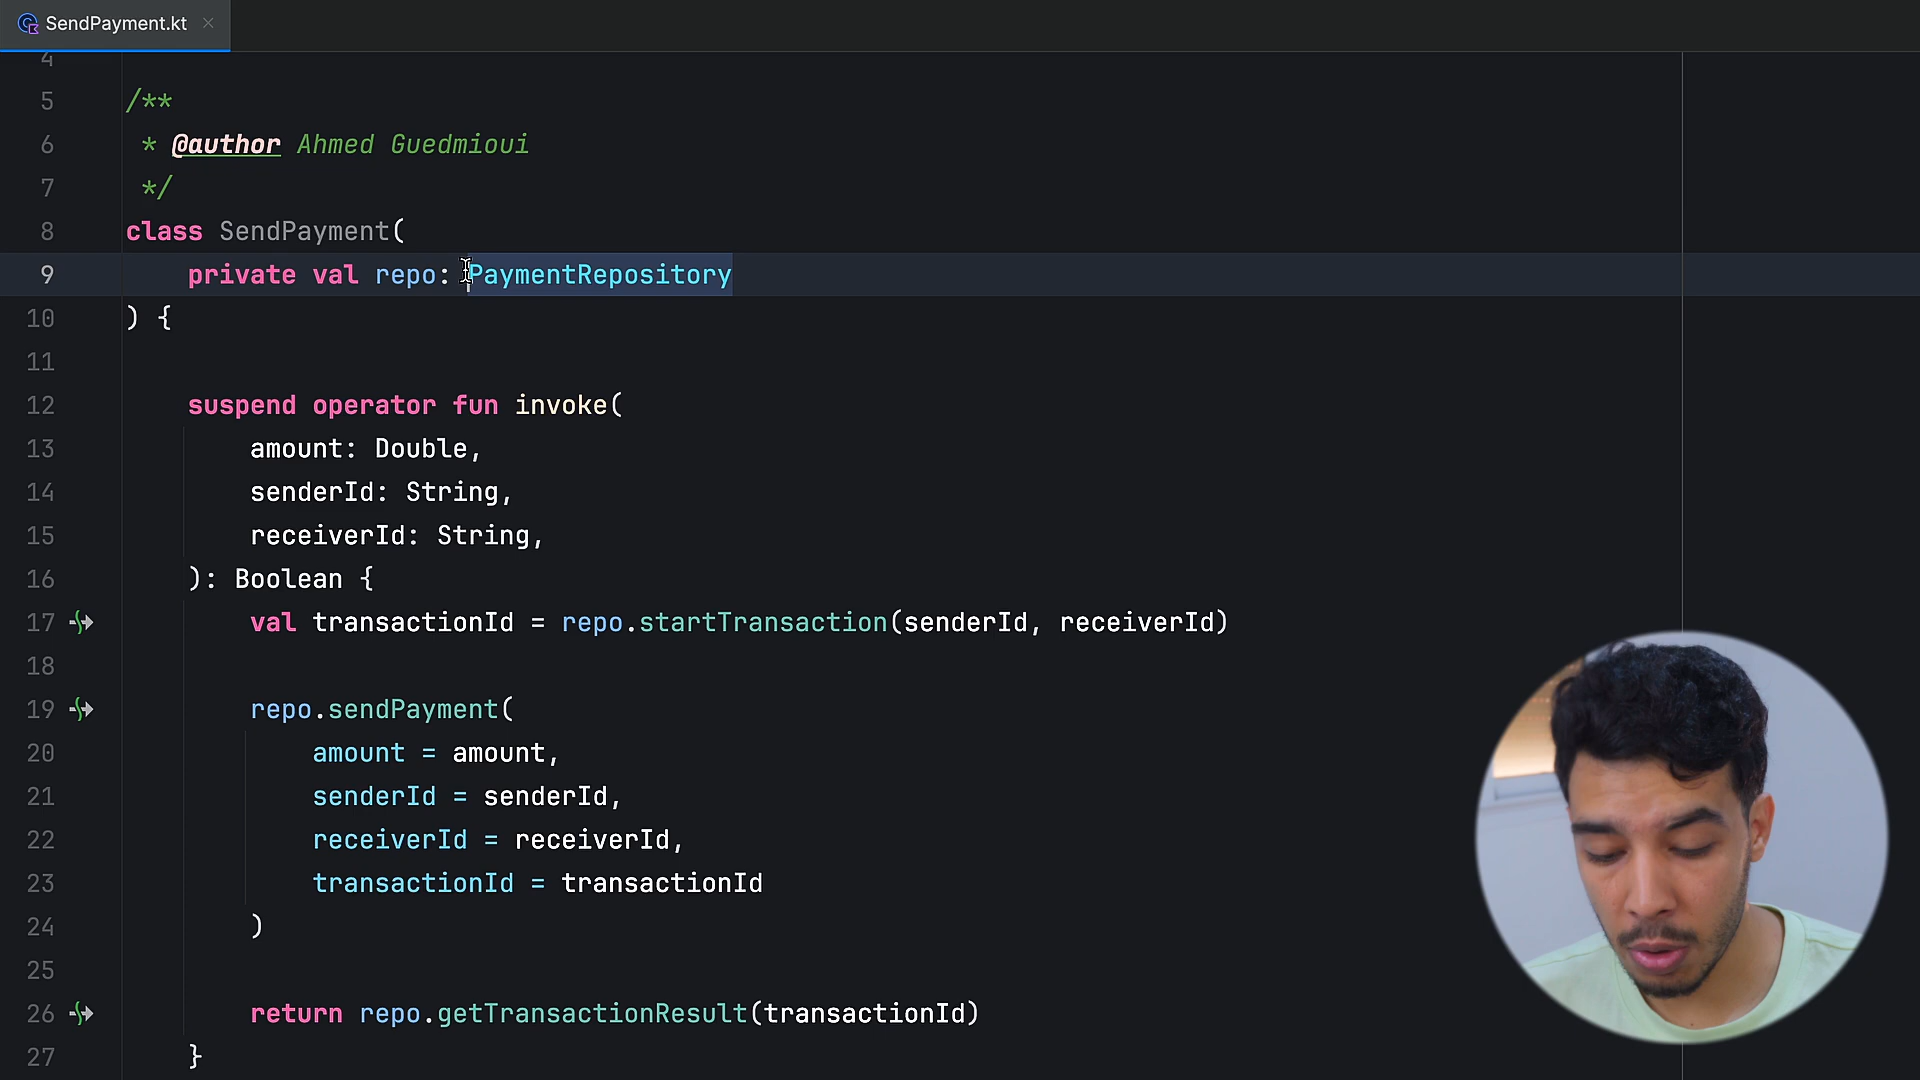 SendPayment.kt
4
5 /**
6 * @author Ahmed Guedmioui
7 */
8 class SendPayment(
9 private val repo: PaymentRepository
10 ) {
11
12 suspend operator fun invoke(
13 amount: Double,
14 senderId: String,
15 receiverId: String,
16 ): Boolean {
17 val transactionId = repo.startTransaction(senderId, receiverId)
18
19 repo.sendPayment(
20 amount = amount,
21 senderId = senderId,
22 receiverId = receiverId,
23 transactionId = transactionId
24 )
25
26 return repo.getTransactionResult(transactionId)
27 }